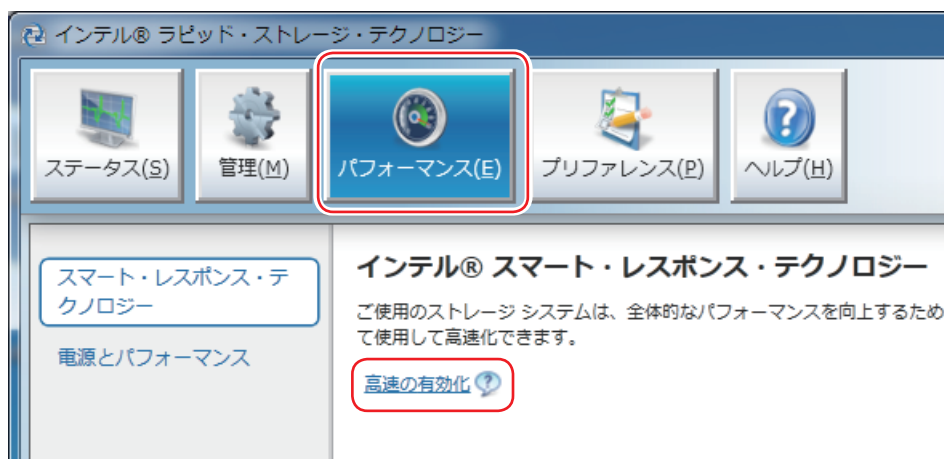 インテル® ラピッド・ストレージ・テクノロジー
ステータス(S) 管理(M) パフォーマンス(E) プリファレンス(P) ヘルプ(H)
スマート・レスポンス・テ
クノロジー
電源とパフォーマンス
インテル® スマート・レスポンス・テクノロジー
ご使用のストレージ システムは、全体的なパフォーマンスを向上するため
て使用して高速化できます。
高速の有効化